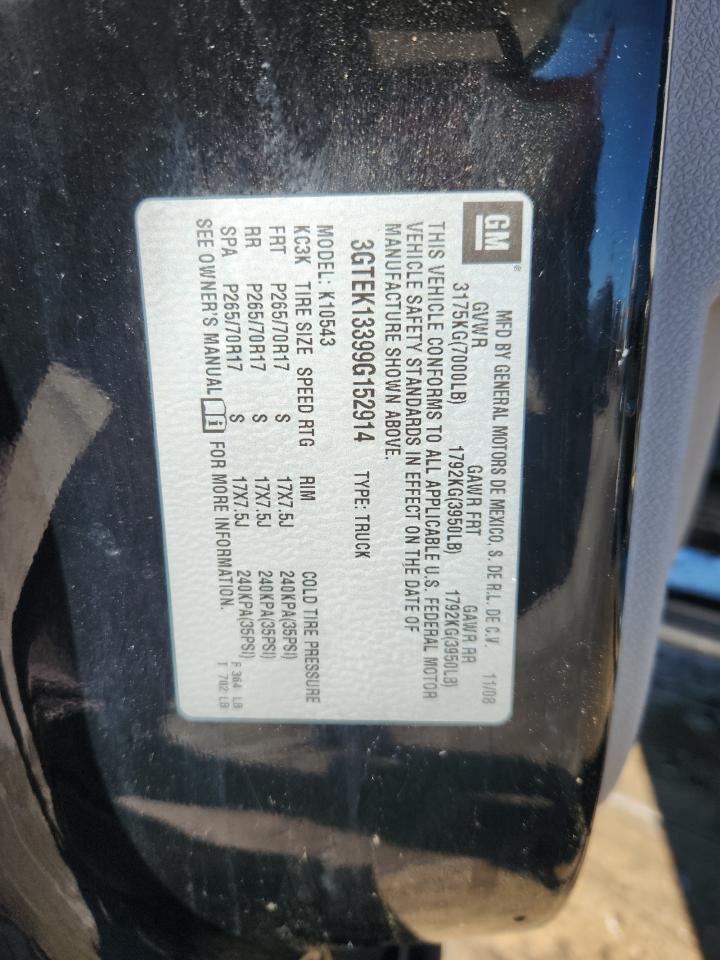 GM ®
MFD BY GENERAL MOTORS DE MEXICO, S. DE R.L. DE C.V. 11/08
GVWR GAWR FRT GAWR RR
3175KG(7000LB) 1792KG(3950LB) 1792KG(3950LB)
THIS VEHICLE CONFORMS TO ALL APPLICABLE U.S. FEDERAL MOTOR
VEHICLE SAFETY STANDARDS IN EFFECT ON THE DATE OF
MANUFACTURE SHOWN ABOVE.
3GTEK13399G152914 TYPE: TRUCK
MODEL: K10543
KC3K TIRE SIZE SPEED RTG RIM COLD TIRE PRESSURE
FRT P265/70R17 S 17X7.5J 240KPA(35PSI)
RR P265/70R17 S 17X7.5J 240KPA(35PSI)
SPA P265/70R17 S 17X7.5J 240KPA(35PSI)
SEE OWNER'S MANUAL FOR MORE INFORMATION.
F 364 LB
T 702 LB